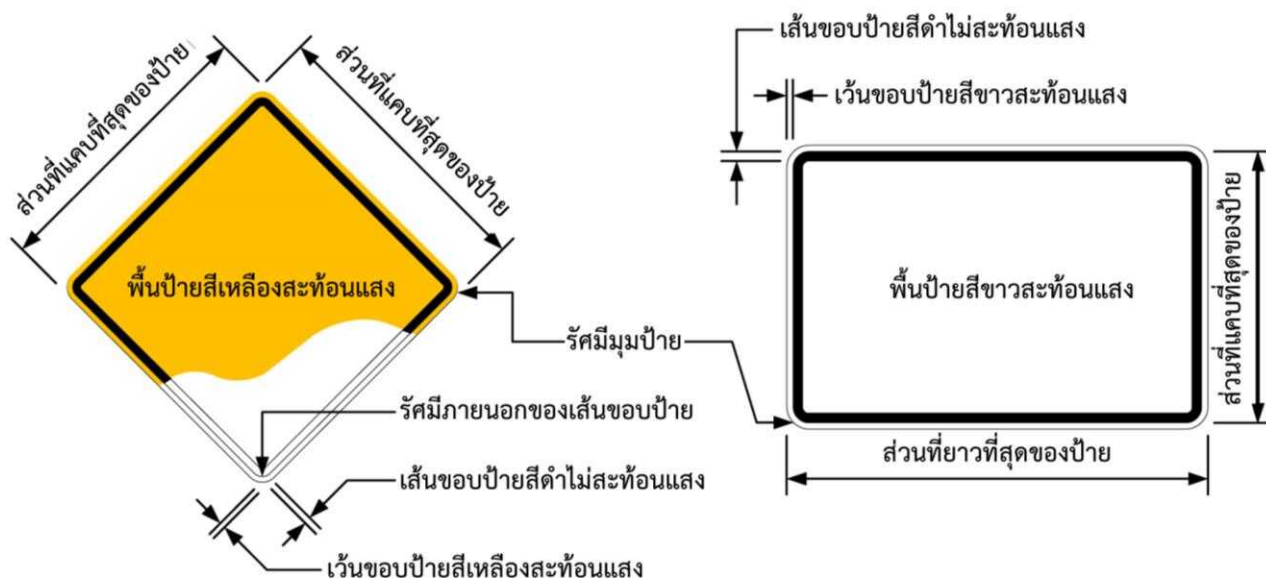 เส้นขอบป้ายสีดำไม่สะท้อนแสง
เว้นขอบป้ายสีขาวสะท้อนแสง
ส่วนที่แคบที่สุดของป้าย
ส่วนที่แคบที่สุดของป้าย
พื้นป้ายสีเหลืองสะท้อนแสง
พื้นป้ายสีขาวสะท้อนแสง
ส่วนที่แคบที่สุดของป้าย
รัศมีมุมป้าย
รัศมีภายนอกของเส้นขอบป้าย
ส่วนที่ยาวที่สุดของป้าย
เส้นขอบป้ายสีดำไม่สะท้อนแสง
เว้นขอบป้ายสีเหลืองสะท้อนแสง